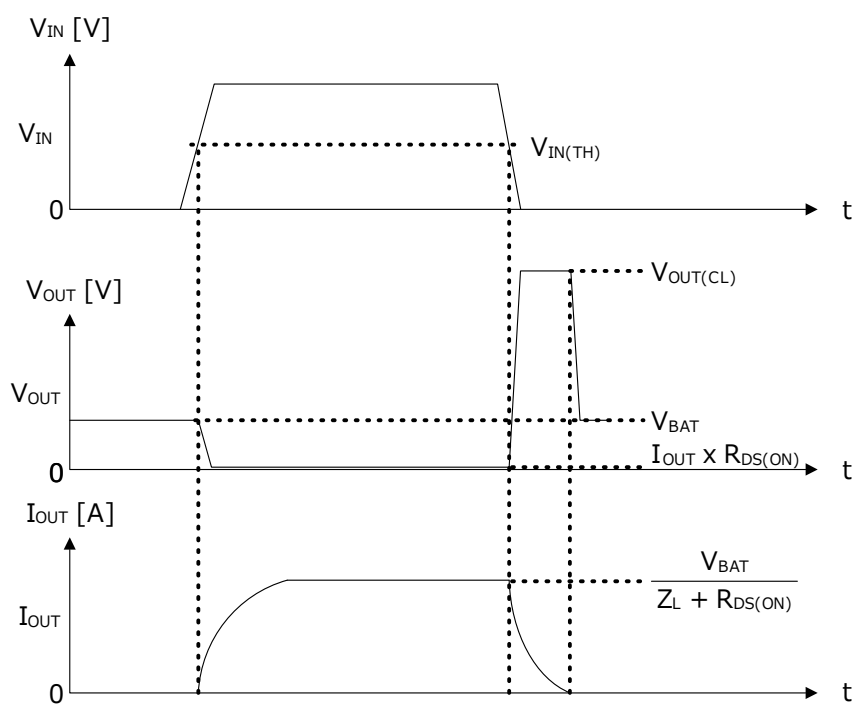 VIN [V]
VIN
VIN(TH)
0
t
VOUT [V]
VOUT(CL)
VOUT
VBAT
IOUT x RDS(ON)
0
t
IOUT [A]
VBAT
ZL + RDS(ON)
IOUT
0
t